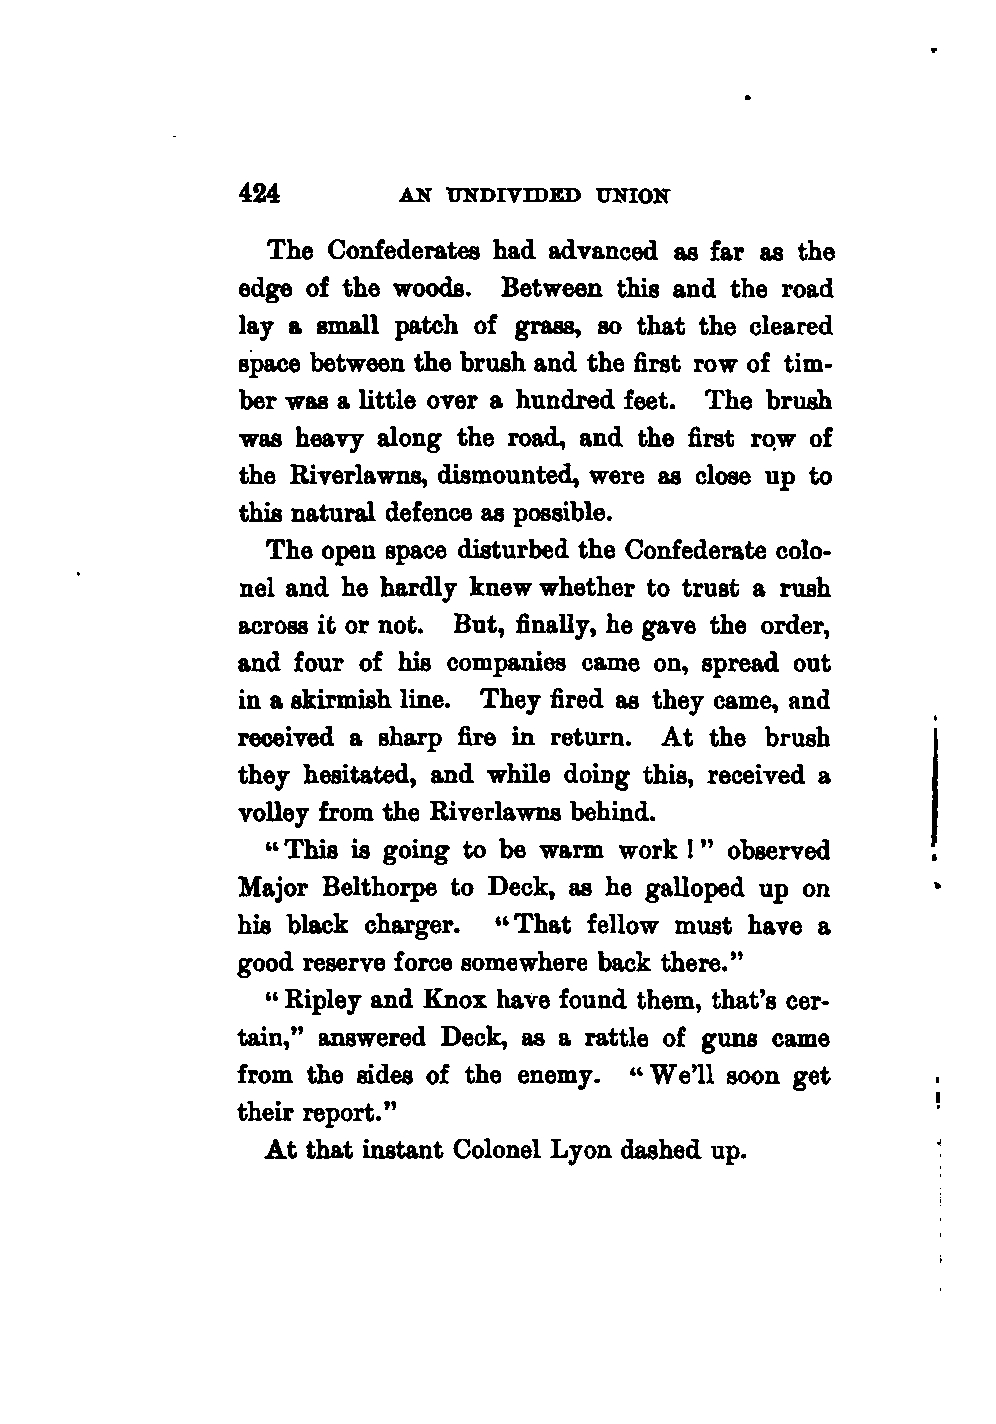 424 AN UNDIVIDED UNION
The Confederates had advanced as far as the
edge of the woods. Between this and the road
lay a small patch of grass, so that the cleared
space between the brush and the first row of tim-
ber was a little over a hundred feet. The brush
was heavy along the road, and the first row of
the Riverlawns, dismounted, were as close up to
this natural defence as possible.
The open space disturbed the Confederate colo-
nel and he hardly knew whether to trust a rush
across it or not. But, finally, he gave the order,
and four of his companies came on, spread out
in a skirmish line. They fired as they came, and
received a sharp fire in return. At the brush
they hesitated, and while doing this, received a
volley from the Riverlawns behind.
“This is going to be warm work!” observed
Major Belthorpe to Deck, as he galloped up on
his black charger. “That fellow must have a
good reserve force somewhere back there.”
“Ripley and Knox have found them, that’s cer-
tain,” answered Deck, as a rattle of guns came
from the sides of the enemy. “We’ll soon get
their report.”
At that instant Colonel Lyon dashed up.